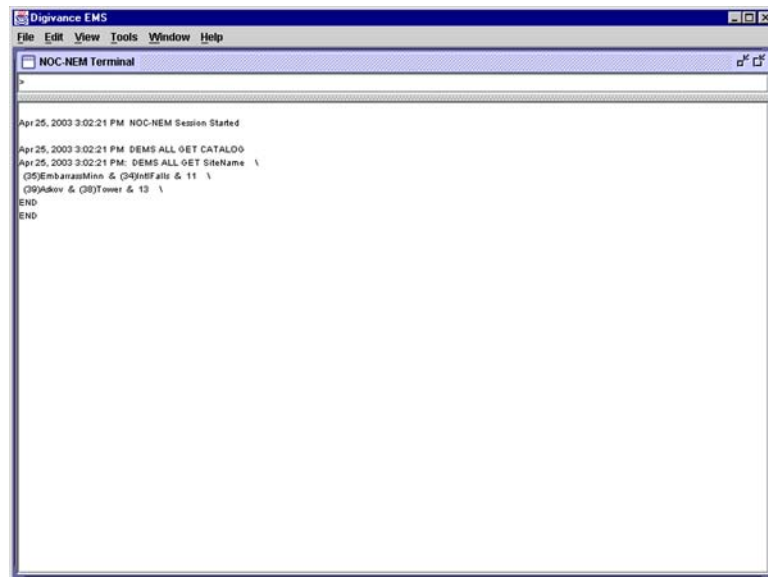 Digivance EMS
File Edit View Tools Window Help
NOC-NEM Terminal
>
Apr 25, 2003 3:02:21 PM NOC-NEM Session Started
Apr 25, 2003 3:02:21 PM DEMS ALL GET CATALOG
Apr 25, 2003 3:02:21 PM: DEMS ALL GET SiteName \
(35)EmbarrassMinn & (34)IntlFalls & 11 \
(39)Askov & (38)Tower & 13 \
END
END